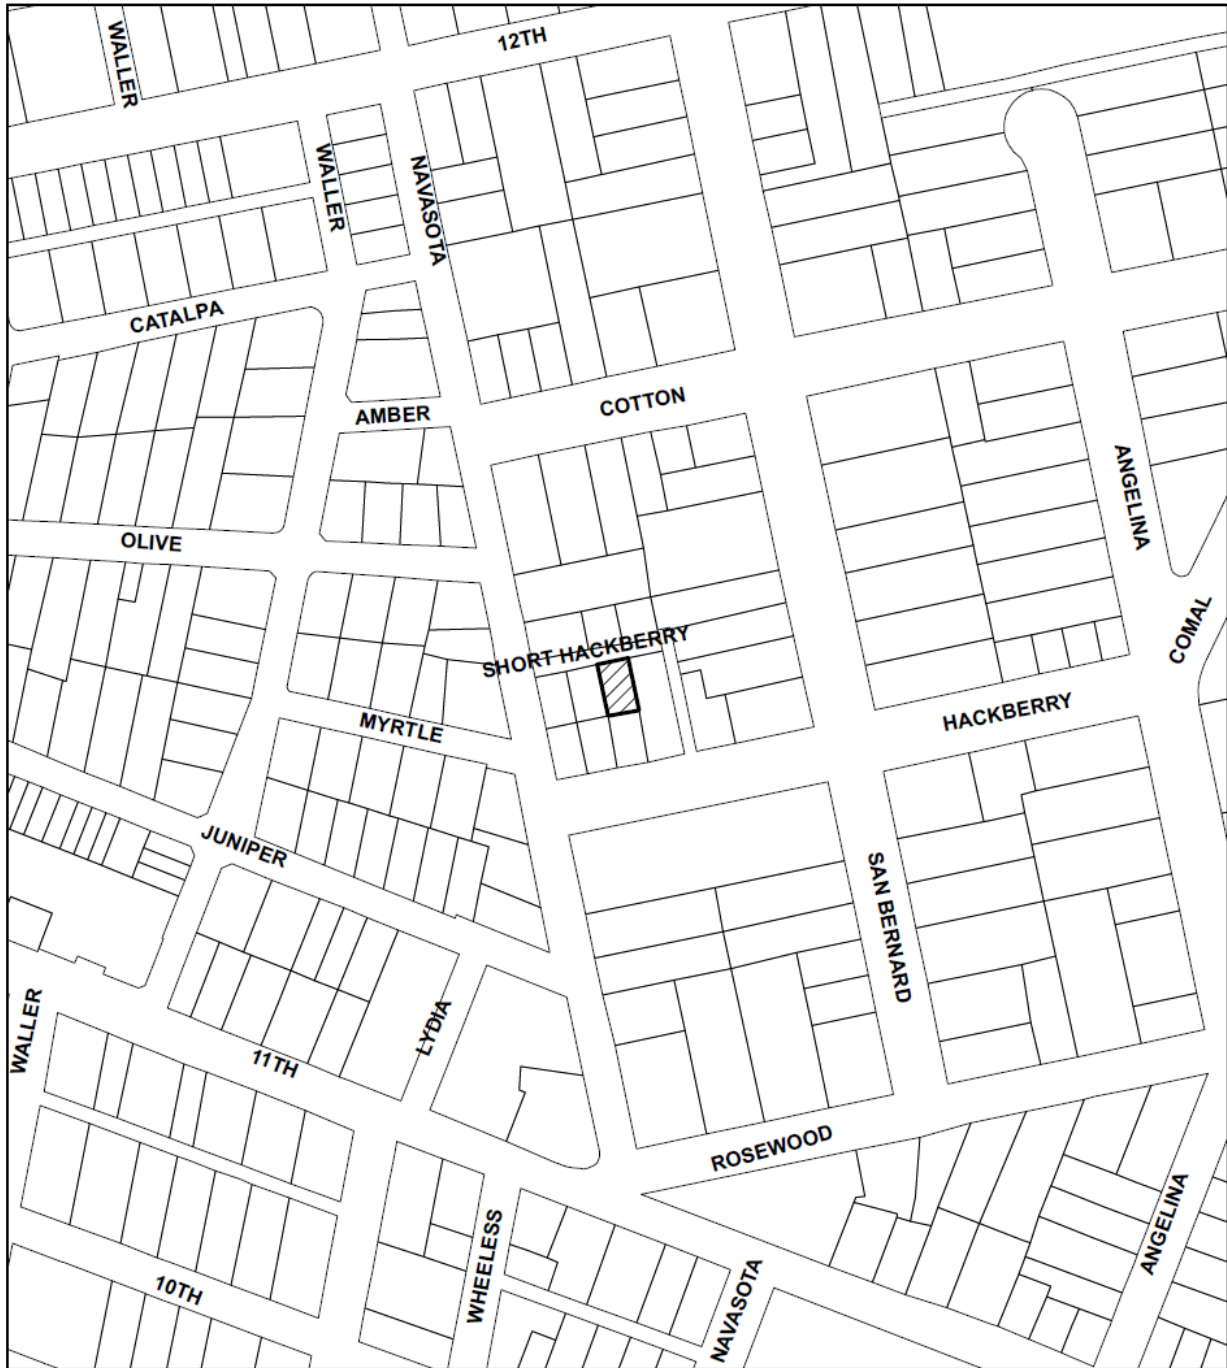 12TH
WALLER
WALLER
NAVASOTA
CATALPA
COTTON
AMBER
ANGELINA
OLIVE
COMAL
SHORT HACKBERRY
HACKBERRY
MYRTLE
JUNIPER
SAN BERNARD
LYDIA
WALLER
11TH
ROSEWOOD
ANGELINA
WHEELESS
10TH
NAVASOTA